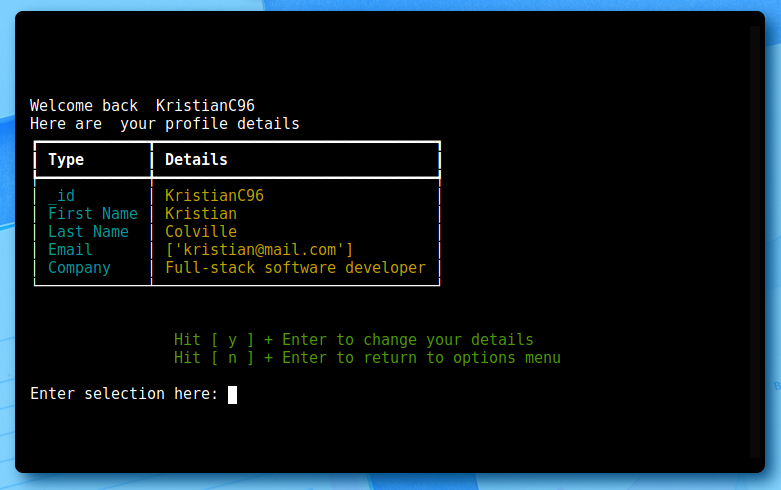 Welcome back  KristianC96
Here are  your profile details
Type Details
_id KristianC96
First Name Kristian
Last Name Colville
Email ['kristian@mail.com']
Company Full-stack software developer
Hit [ y ] + Enter to change your details
Hit [ n ] + Enter to return to options menu
Enter selection here: